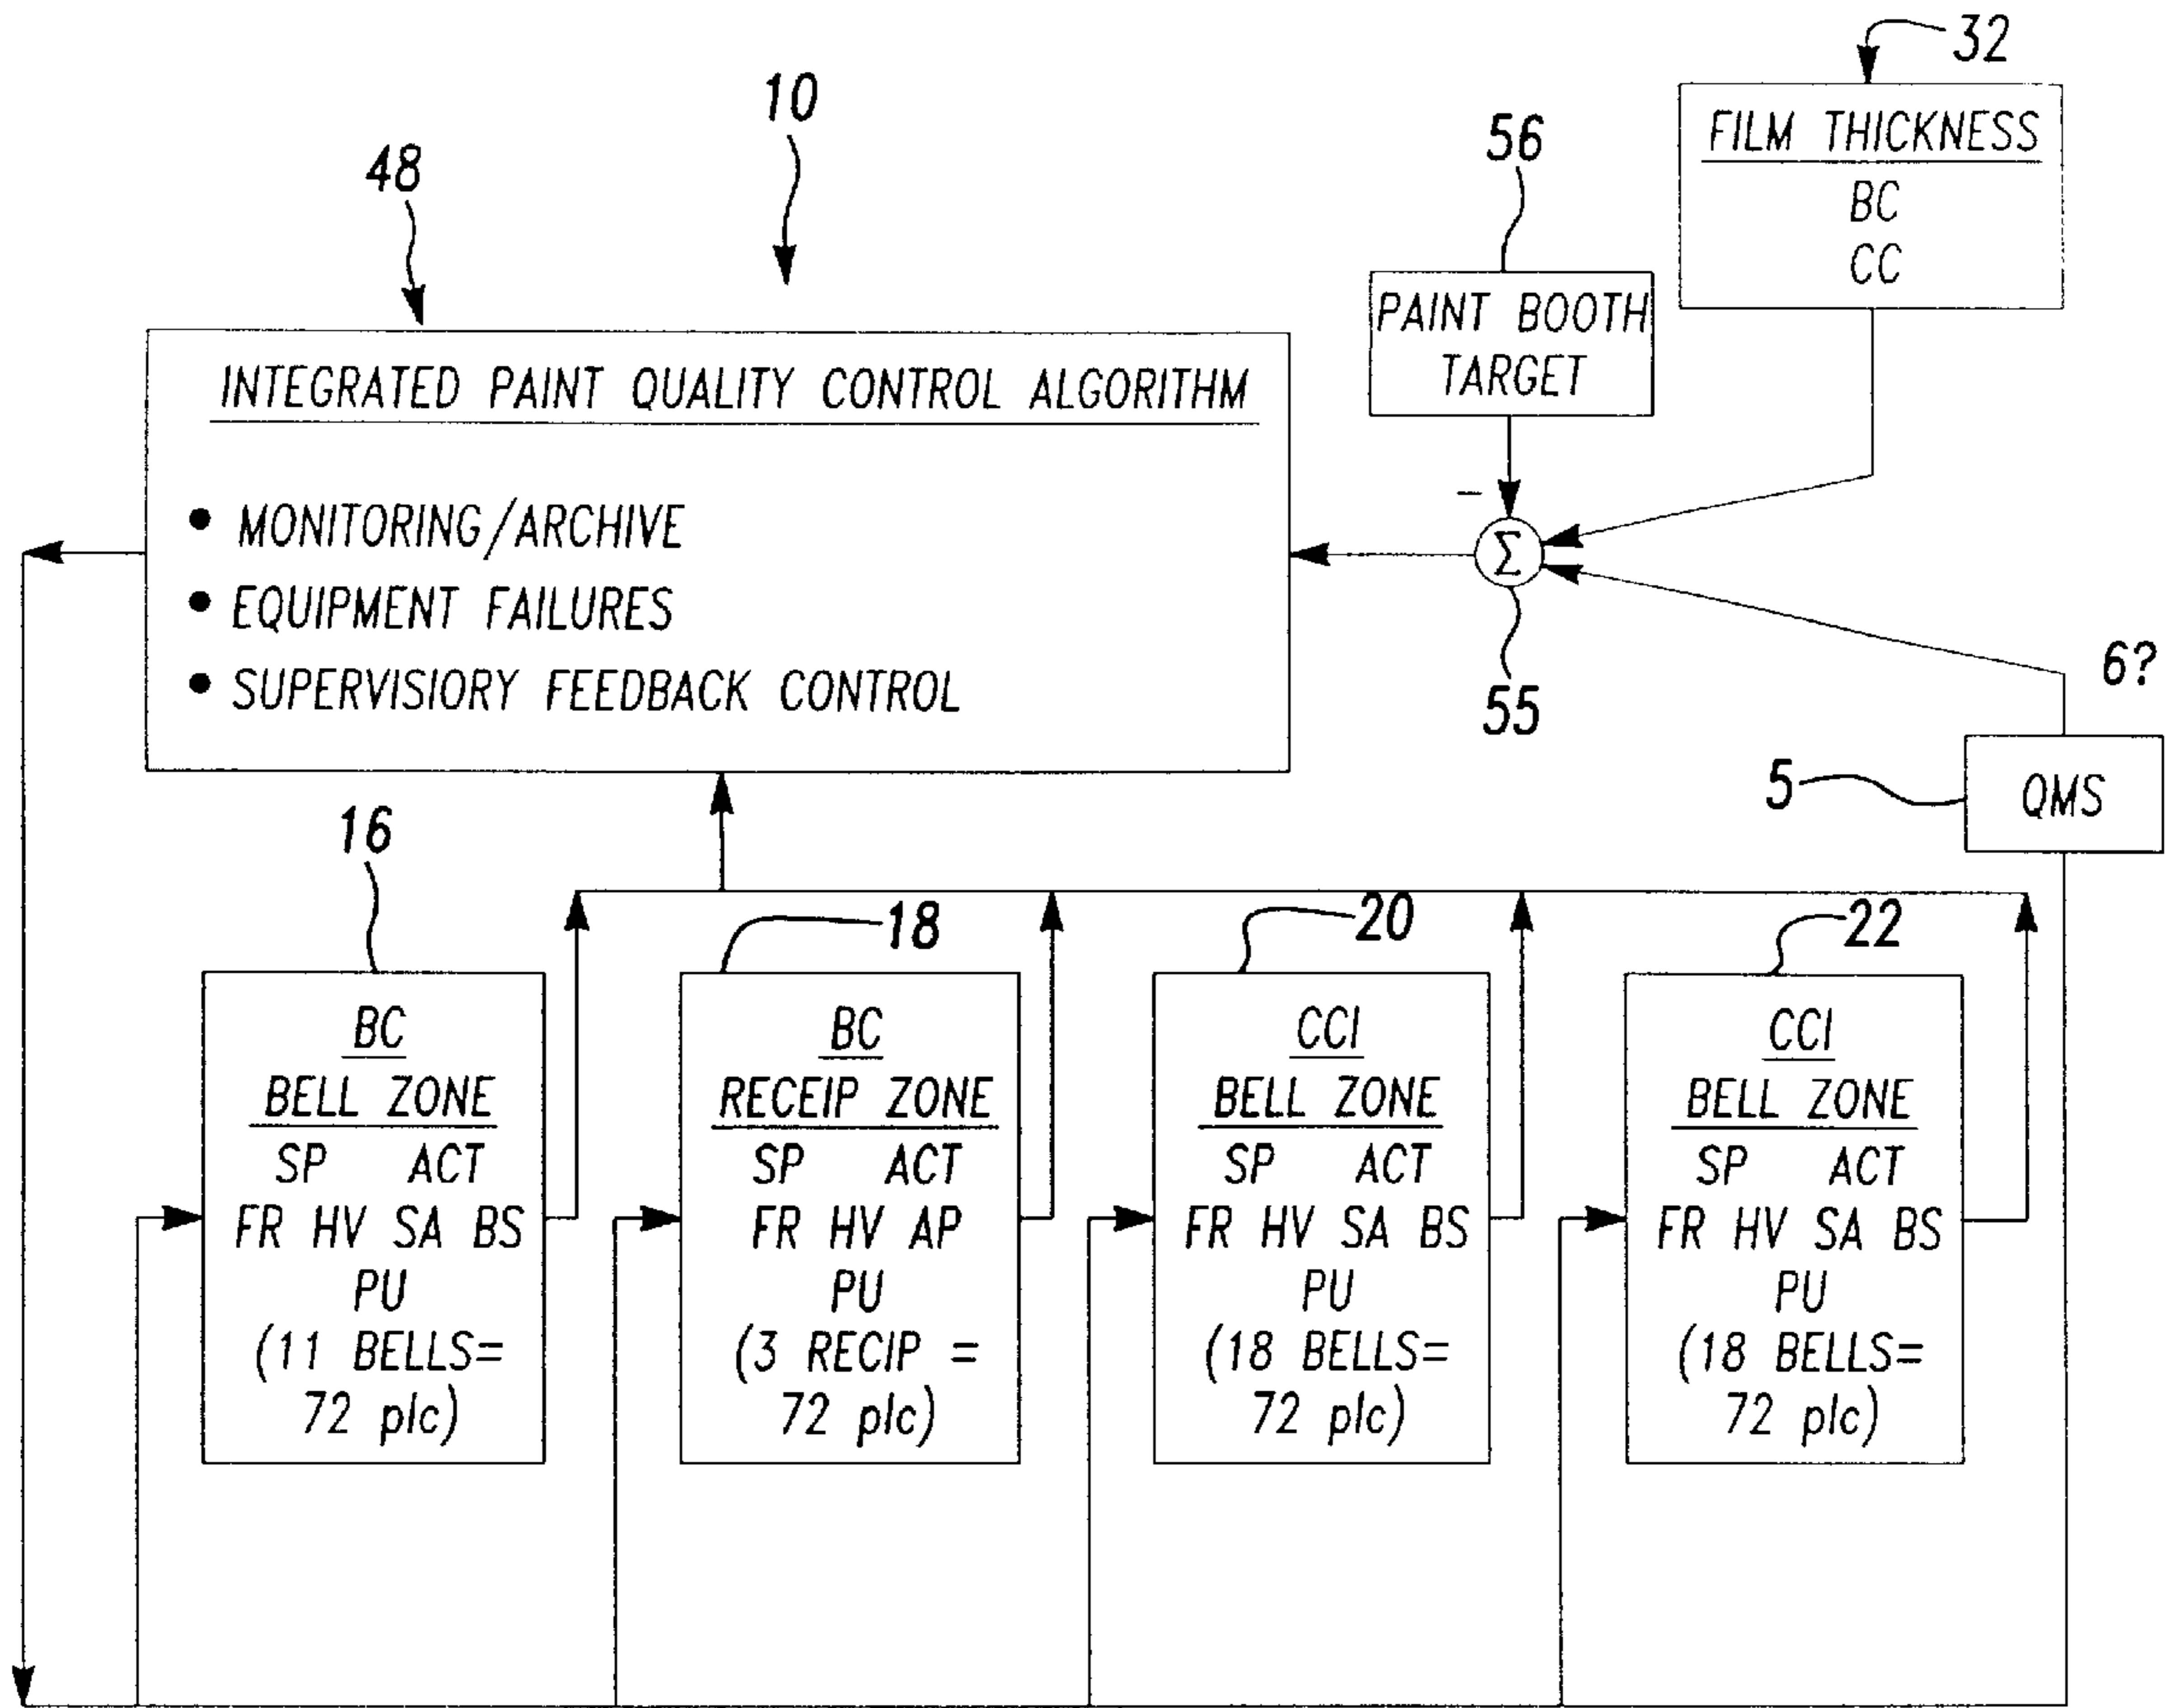 32
10
FILM THICKNESS
BC
CC
56
48
PAINT BOOTH
TARGET
INTEGRATED PAINT QUALITY CONTROL ALGORITHM
–
Σ
• MONITORING/ARCHIVE
• EQUIPMENT FAILURES
• SUPERVISIORY FEEDBACK CONTROL
55
6?
5
QMS
16
18
20
22
BC
BELL ZONE
SP ACT
FR HV SA BS
PU
(11 BELLS=
72 plc)
BC
RECEIP ZONE
SP ACT
FR HV AP
PU
(3 RECIP =
72 plc)
CCI
BELL ZONE
SP ACT
FR HV SA BS
PU
(18 BELLS=
72 plc)
CCI
BELL ZONE
SP ACT
FR HV SA BS
PU
(18 BELLS=
72 plc)